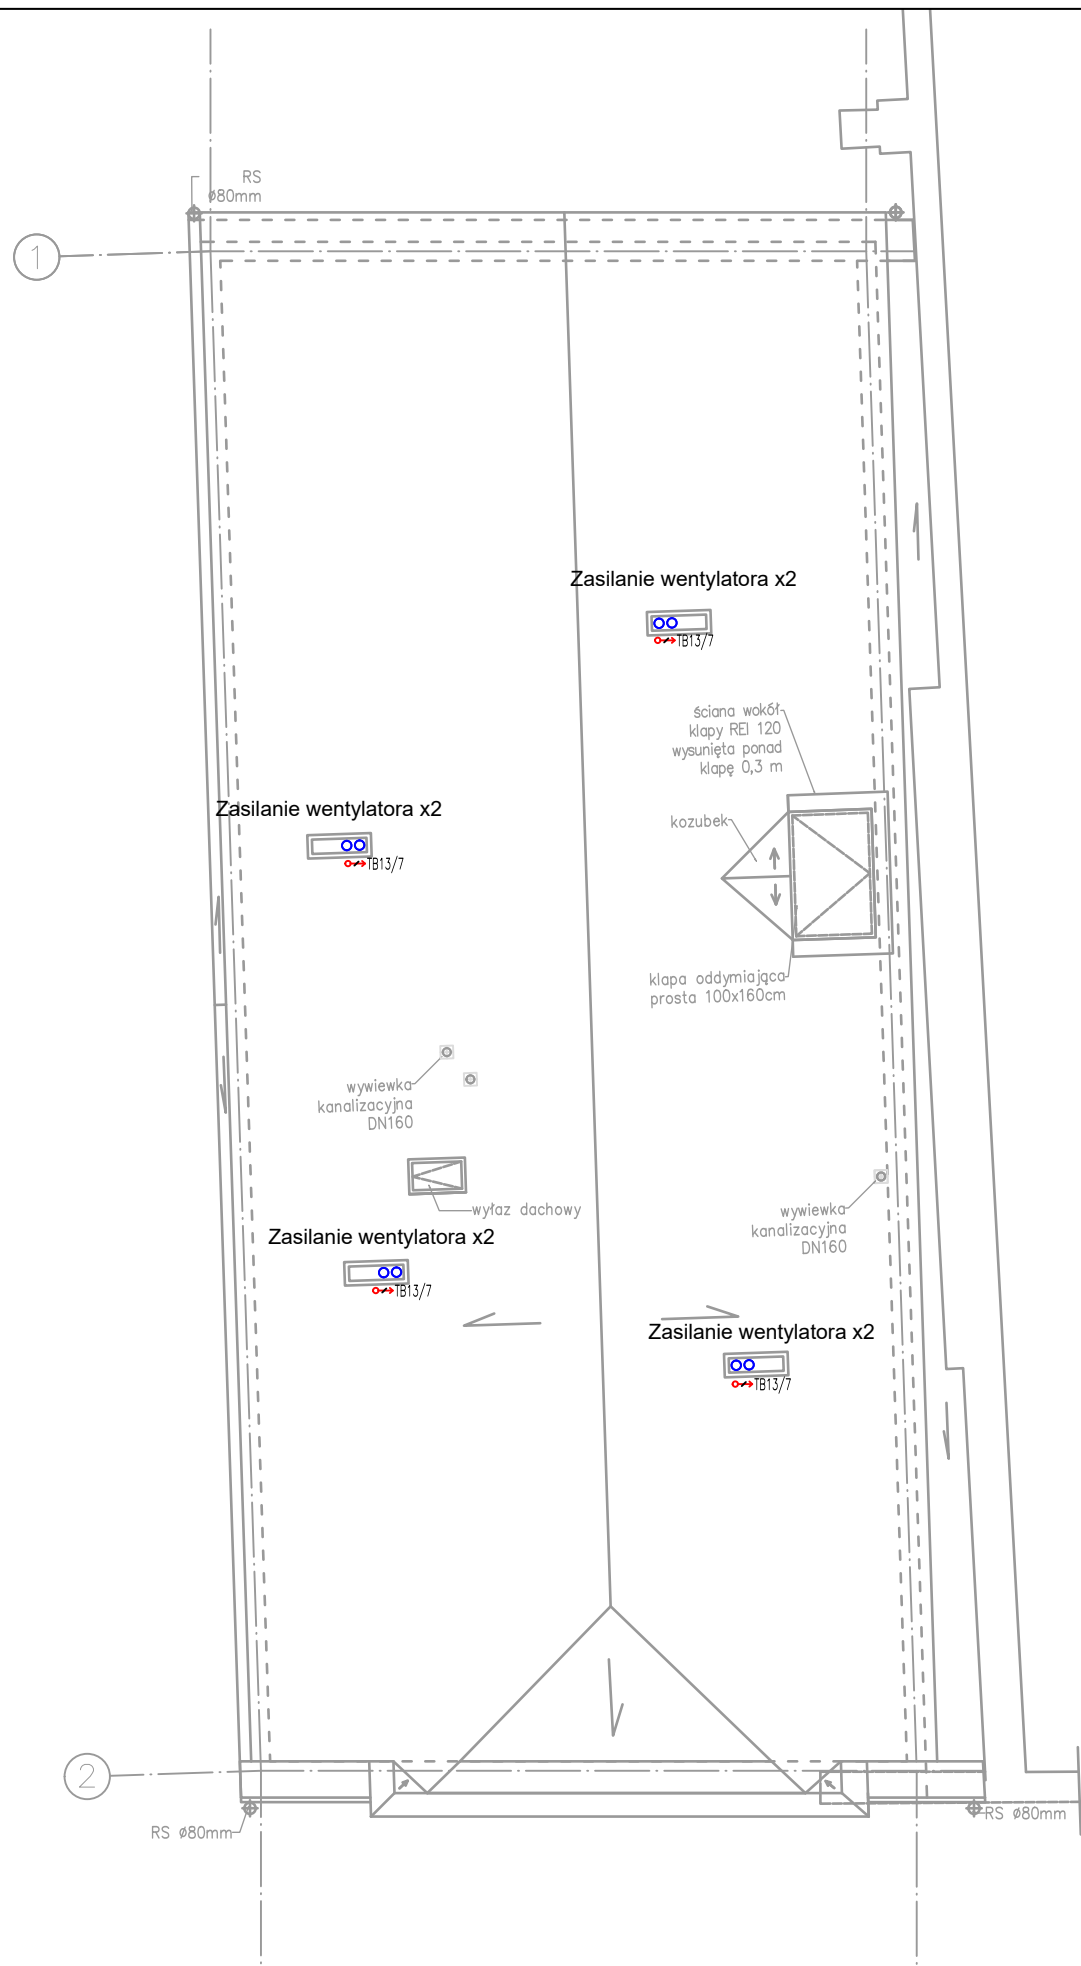 RS
ø80mm
1
Zasilanie wentylatora x2
TB13/7
ściana wokół
klapy REI 120
wysunięta ponad
klapę 0,3 m
kozubek
Zasilanie wentylatora x2
TB13/7
klapa oddymiająca
prosta 100x160cm
wywiewka
kanalizacyjna
DN160
wyłaz dachowy
wywiewka
kanalizacyjna
DN160
Zasilanie wentylatora x2
TB13/7
Zasilanie wentylatora x2
TB13/7
2
RS ø80mm
RS ø80mm